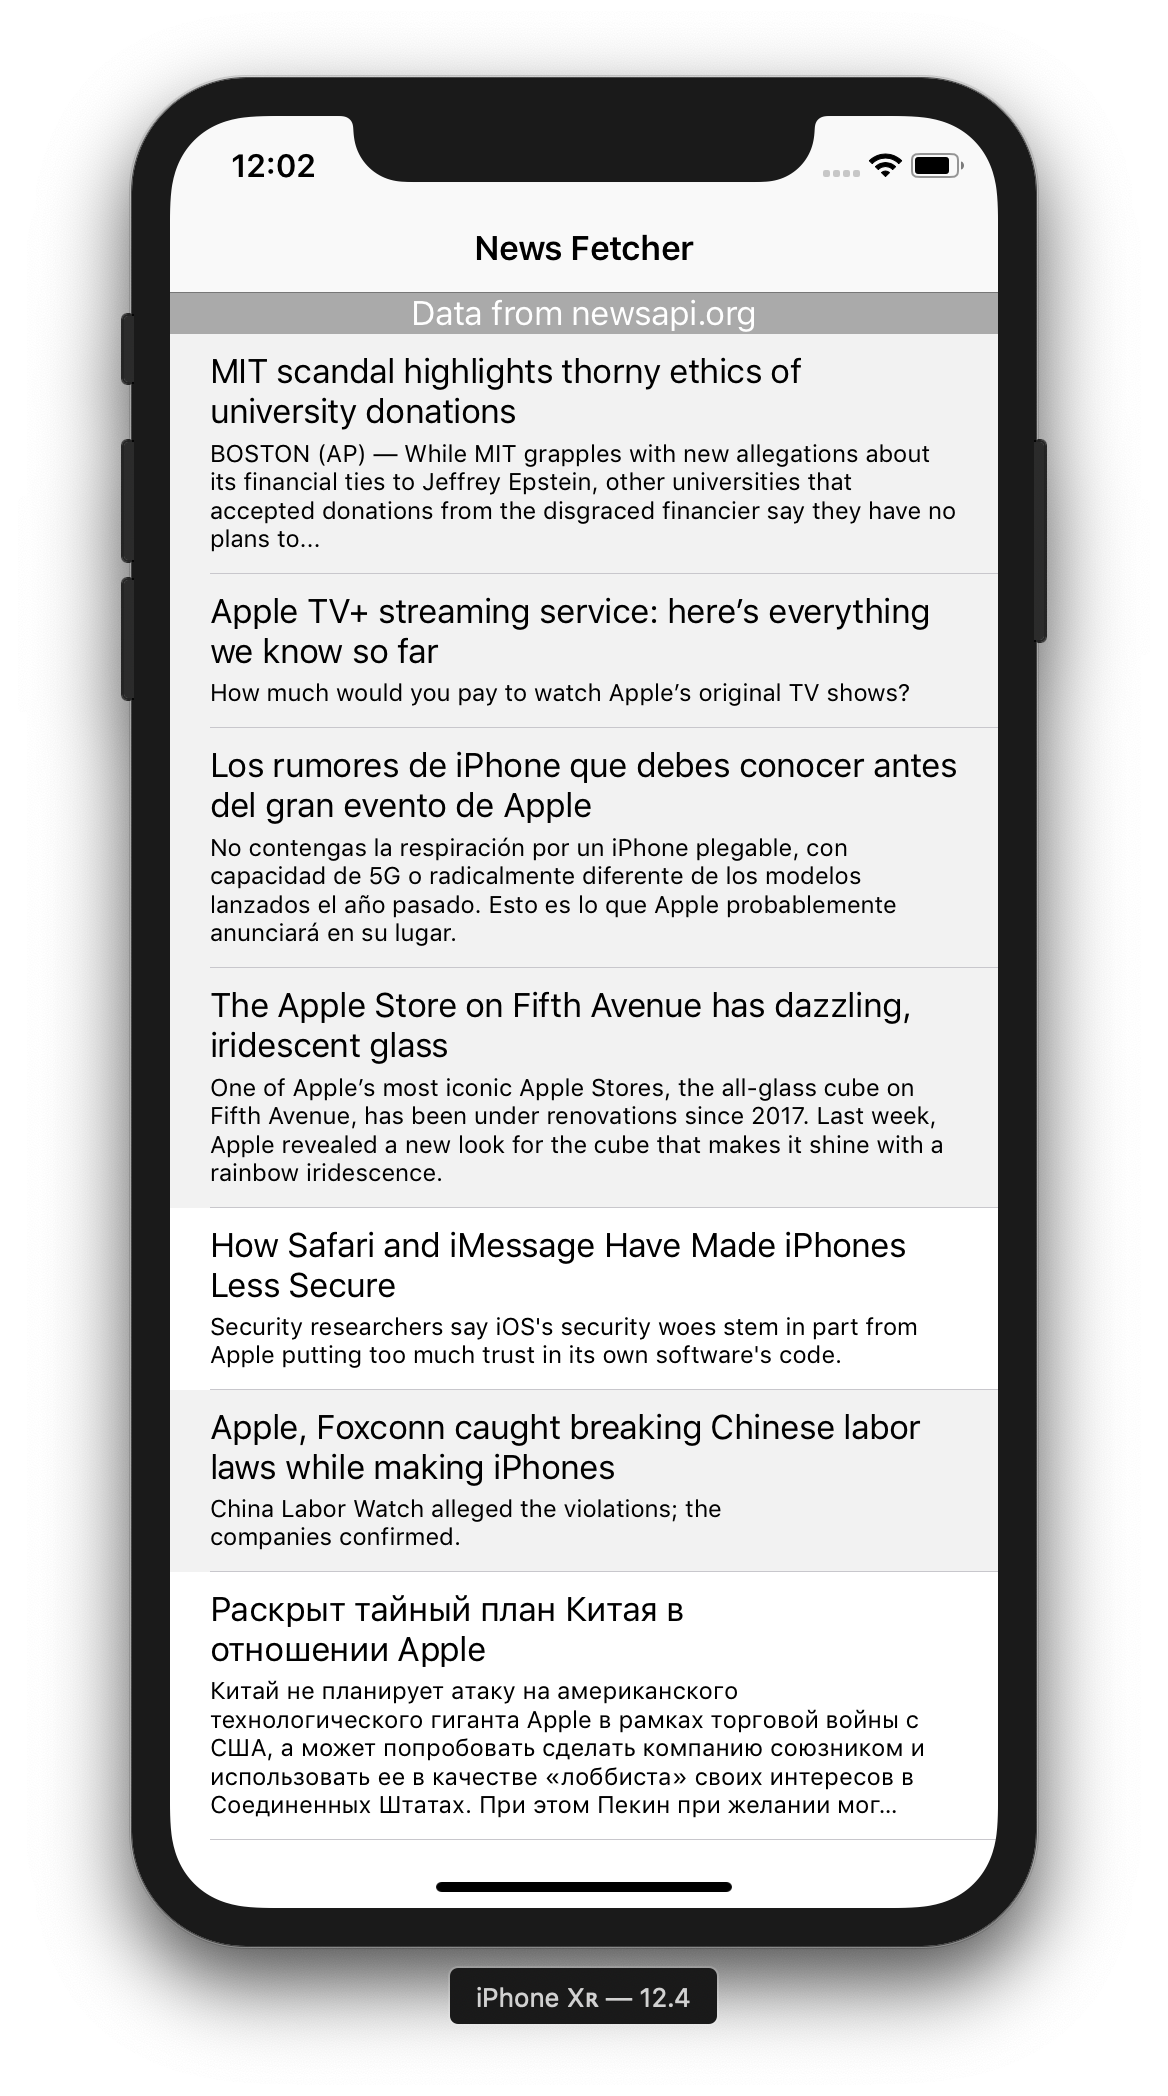 12:02
News Fetcher
Data from newsapi.org
MIT scandal highlights thorny ethics of
university donations
BOSTON (AP) — While MIT grapples with new allegations about
its financial ties to Jeffrey Epstein, other universities that
accepted donations from the disgraced financier say they have no
plans to…
Apple TV+ streaming service: here’s everything
we know so far
How much would you pay to watch Apple’s original TV shows?
Los rumores de iPhone que debes conocer antes
del gran evento de Apple
No contengas la respiración por un iPhone plegable, con
capacidad de 5G o radicalmente diferente de los modelos
lanzados el año pasado. Esto es lo que Apple probablemente
anunciará en su lugar.
The Apple Store on Fifth Avenue has dazzling,
iridescent glass
One of Apple’s most iconic Apple Stores, the all-glass cube on
Fifth Avenue, has been under renovations since 2017. Last week,
Apple revealed a new look for the cube that makes it shine with a
rainbow iridescence.
How Safari and iMessage Have Made iPhones
Less Secure
Security researchers say iOS's security woes stem in part from
Apple putting too much trust in its own software's code.
Apple, Foxconn caught breaking Chinese labor
laws while making iPhones
China Labor Watch alleged the violations; the
companies confirmed.
Раскрыт тайный план Китая в
отношении Apple
Китай не планирует атаку на американского
технологического гиганта Apple в рамках торговой войны с
США, а может попробовать сделать компанию союзником и
использовать ее в качестве «лоббиста» своих интересов в
Соединенных Штатах. При этом Пекин при желании мог…
iPhone Xʀ — 12.4